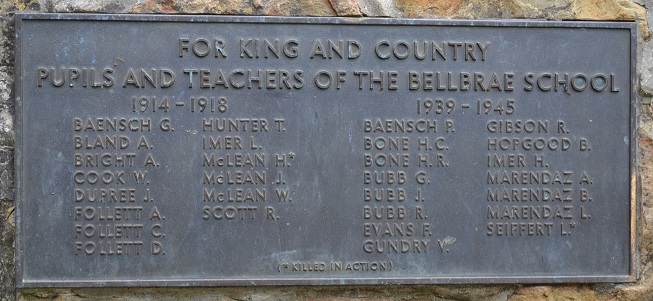 FOR KING AND COUNTRY
PUPILS AND TEACHERS OF THE BELLBRAE SCHOOL
1914 - 1918
BAENSCH G.
BLAND A.
BRIGHT A.
COOK W.
DUPREE J.
FOLLETT A.
FOLLETT C.
FOLLETT D.
HUNTER T.
IMER L.
McLEAN H.*
McLEAN J.
McLEAN W.
SCOTT R.
1939 - 1945
BAENSCH P.
BONE H.C.
BONE H.R.
BUBB G.
BUBB J.
BUBB R.
EVANS F.
GUNDRY V.
GIBSON R.
HOPGOOD B.
IMER H.
MARENDAZ A.
MARENDAZ B.
MARENDAZ L.
SEIFFERT L.*
(* KILLED IN ACTION)